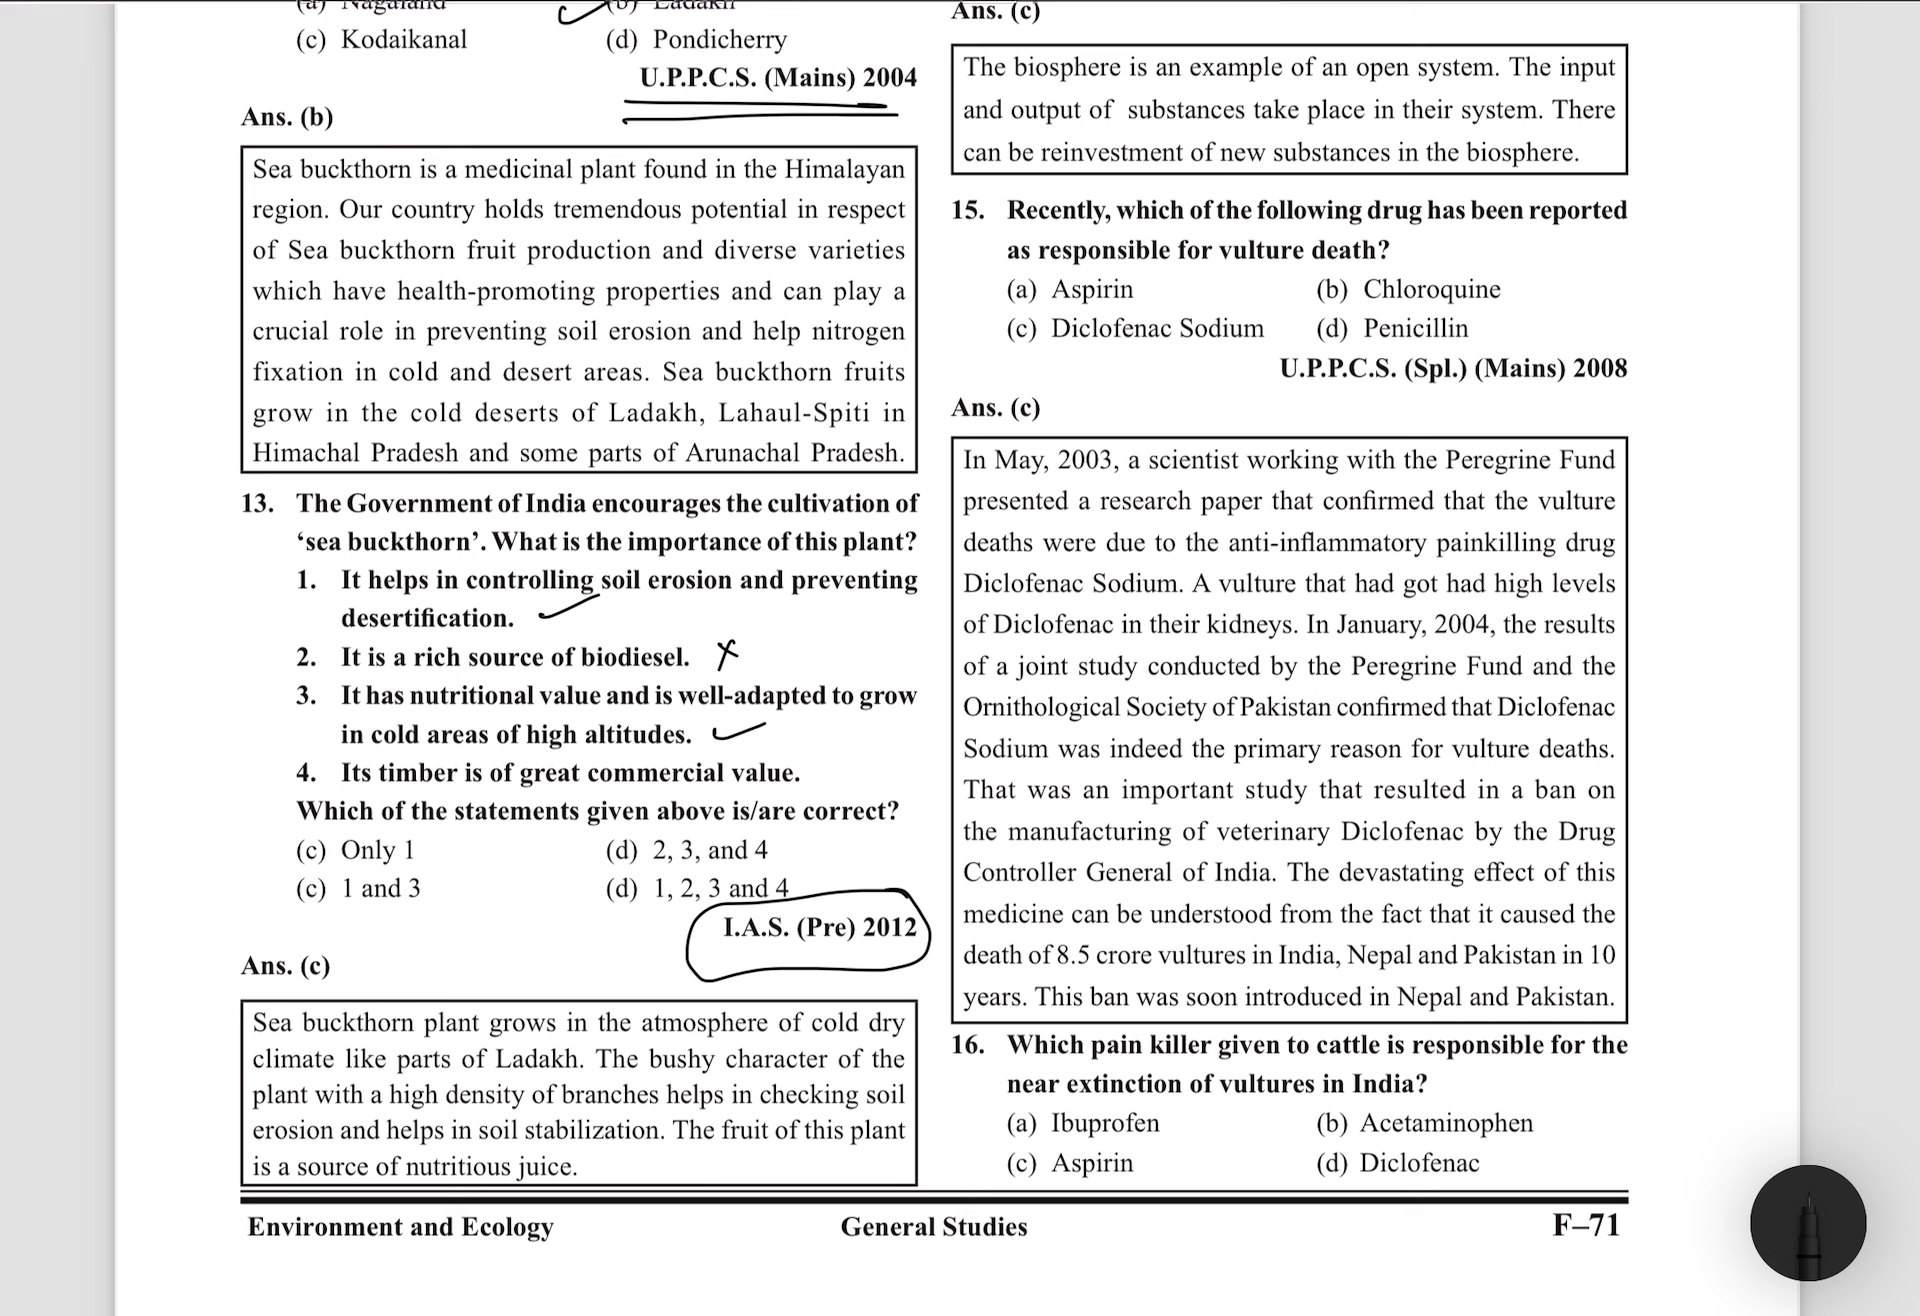 (a) Nagaland (b) Ladakh
(c) Kodaikanal (d) Pondicherry
U.P.P.C.S. (Mains) 2004
Ans. (b)
Sea buckthorn is a medicinal plant found in the Himalayan
region. Our country holds tremendous potential in respect
of Sea buckthorn fruit production and diverse varieties
which have health-promoting properties and can play a
crucial role in preventing soil erosion and help nitrogen
fixation in cold and desert areas. Sea buckthorn fruits
grow in the cold deserts of Ladakh, Lahaul-Spiti in
Himachal Pradesh and some parts of Arunachal Pradesh.
13. The Government of India encourages the cultivation of
‘sea buckthorn’. What is the importance of this plant?
1. It helps in controlling soil erosion and preventing
desertification.
2. It is a rich source of biodiesel.
3. It has nutritional value and is well-adapted to grow
in cold areas of high altitudes.
4. Its timber is of great commercial value.
Which of the statements given above is/are correct?
(c) Only 1 (d) 2, 3, and 4
(c) 1 and 3 (d) 1, 2, 3 and 4
I.A.S. (Pre) 2012
Ans. (c)
Sea buckthorn plant grows in the atmosphere of cold dry
climate like parts of Ladakh. The bushy character of the
plant with a high density of branches helps in checking soil
erosion and helps in soil stabilization. The fruit of this plant
is a source of nutritious juice.
Ans. (c)
The biosphere is an example of an open system. The input
and output of substances take place in their system. There
can be reinvestment of new substances in the biosphere.
15. Recently, which of the following drug has been reported
as responsible for vulture death?
(a) Aspirin (b) Chloroquine
(c) Diclofenac Sodium (d) Penicillin
U.P.P.C.S. (Spl.) (Mains) 2008
Ans. (c)
In May, 2003, a scientist working with the Peregrine Fund
presented a research paper that confirmed that the vulture
deaths were due to the anti-inflammatory painkilling drug
Diclofenac Sodium. A vulture that had got had high levels
of Diclofenac in their kidneys. In January, 2004, the results
of a joint study conducted by the Peregrine Fund and the
Ornithological Society of Pakistan confirmed that Diclofenac
Sodium was indeed the primary reason for vulture deaths.
That was an important study that resulted in a ban on
the manufacturing of veterinary Diclofenac by the Drug
Controller General of India. The devastating effect of this
medicine can be understood from the fact that it caused the
death of 8.5 crore vultures in India, Nepal and Pakistan in 10
years. This ban was soon introduced in Nepal and Pakistan.
16. Which pain killer given to cattle is responsible for the
near extinction of vultures in India?
(a) Ibuprofen (b) Acetaminophen
(c) Aspirin (d) Diclofenac
Environment and Ecology General Studies F–71